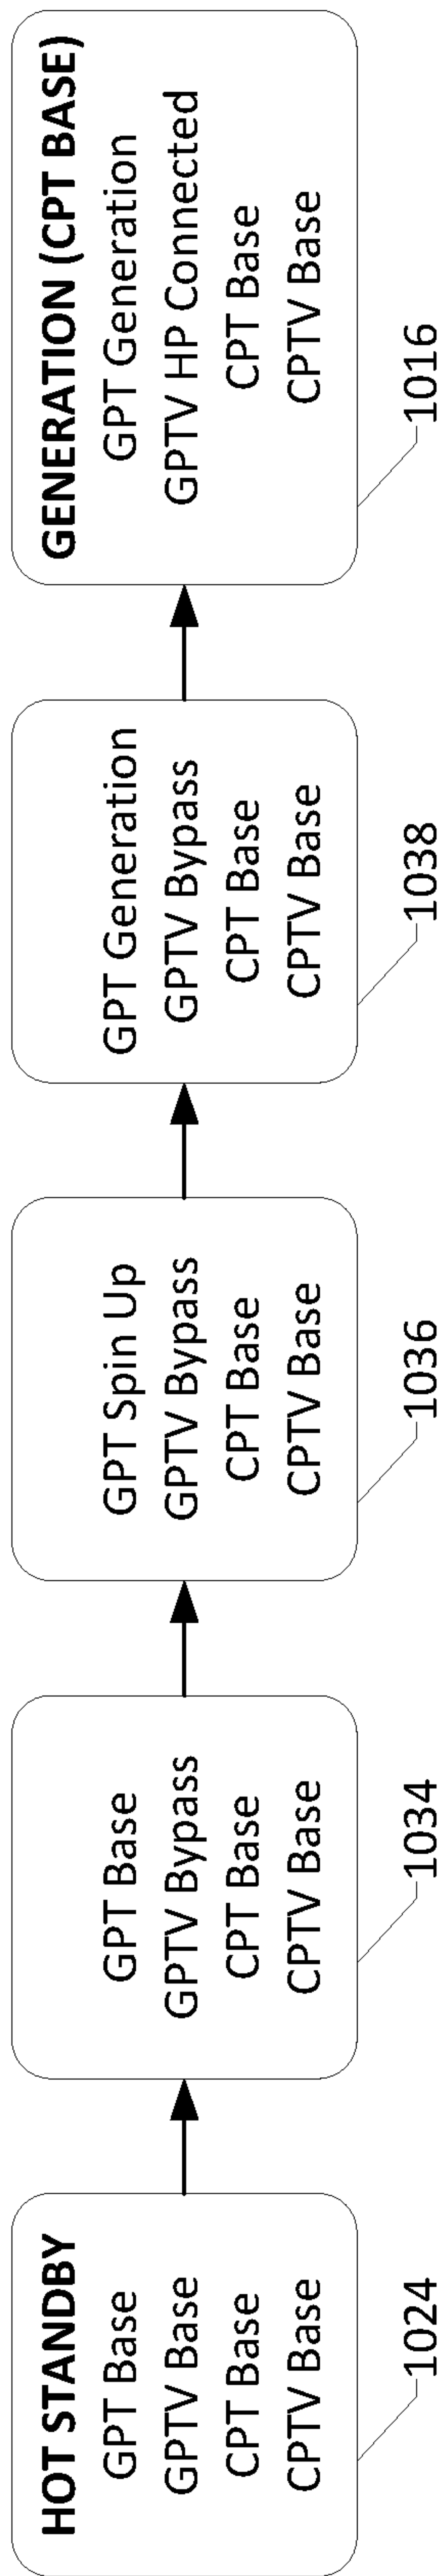 HOT STANDBY
GPT Base
GPTV Base
CPT Base
CPTV Base
1024
GPT Base
GPTV Bypass
CPT Base
CPTV Base
1034
GPT Spin Up
GPTV Bypass
CPT Base
CPTV Base
1036
GPT Generation
GPTV Bypass
CPT Base
CPTV Base
1038
GENERATION (CPT BASE)
GPT Generation
GPTV HP Connected
CPT Base
CPTV Base
1016